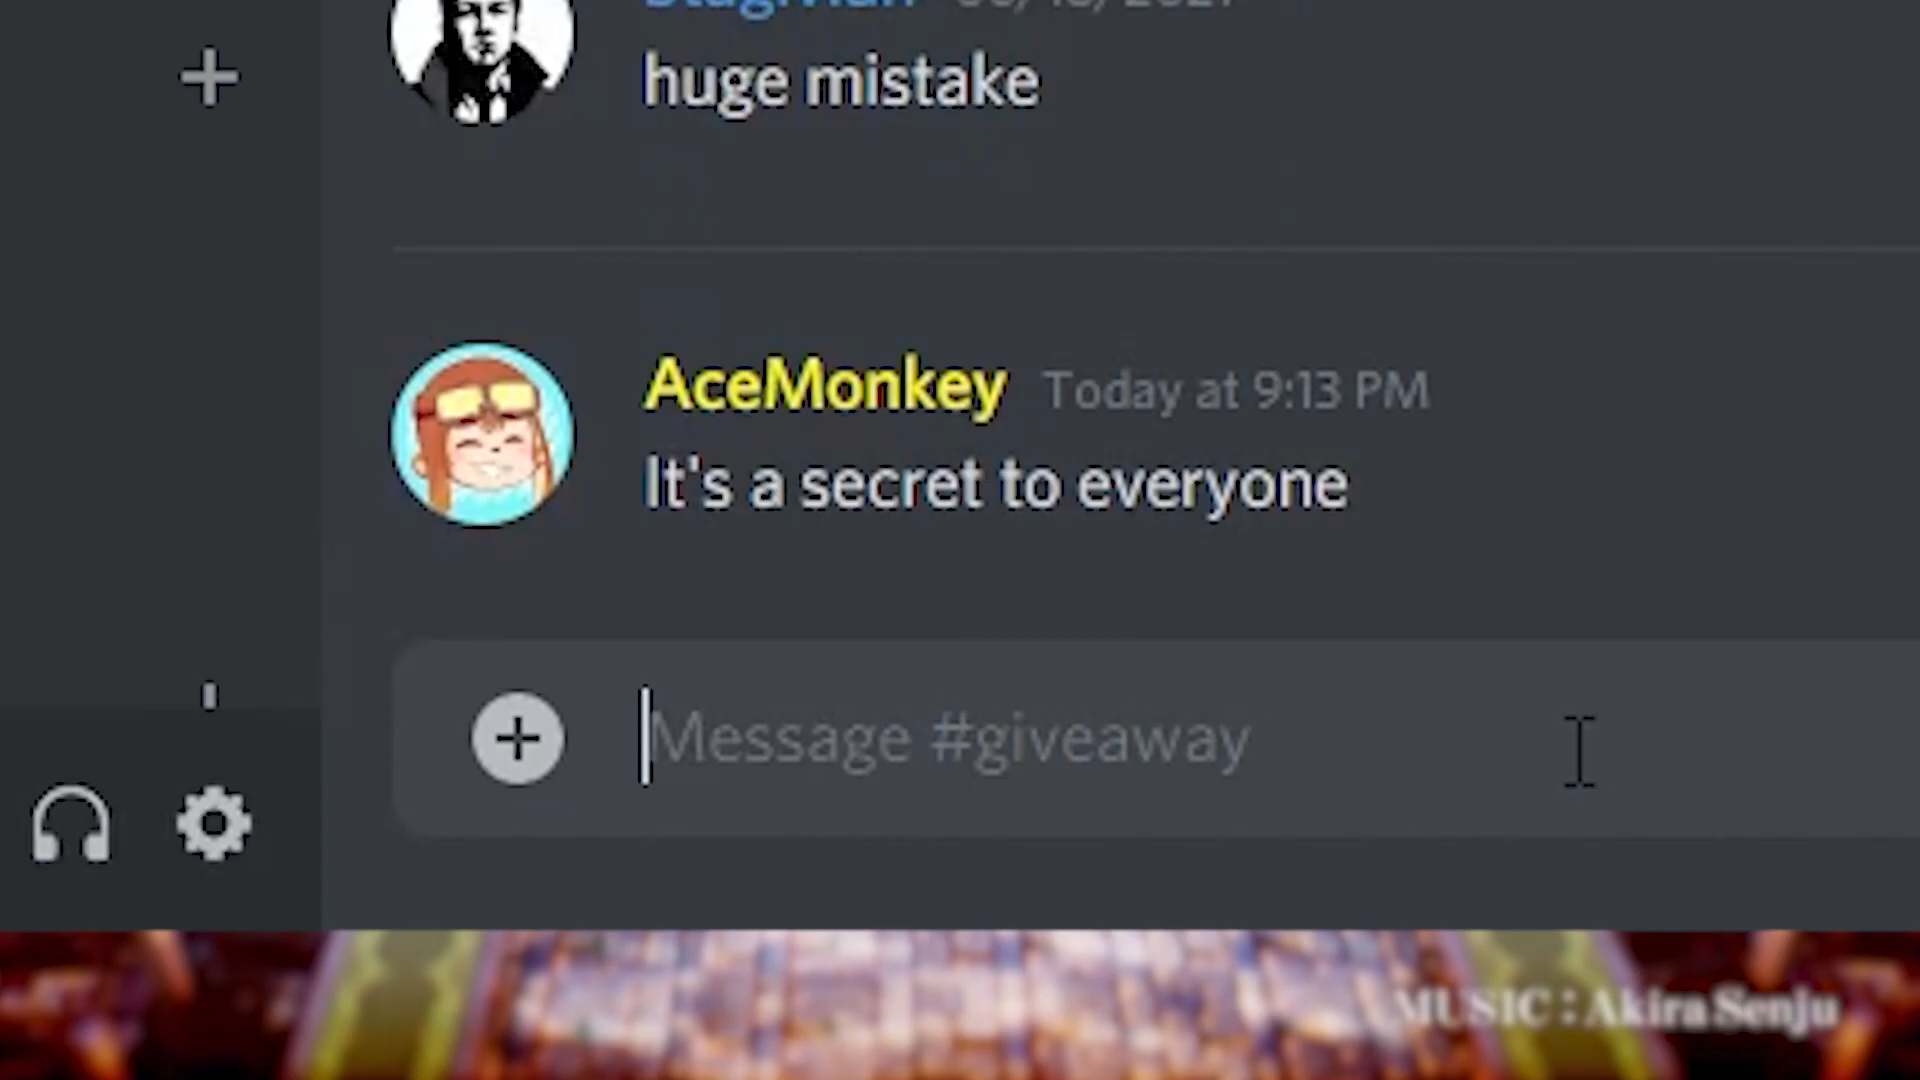 huge mistake
AceMonkey Today at 9:13 PM
It's a secret to everyone
Message #giveaway
MUSIC : Akira Senju